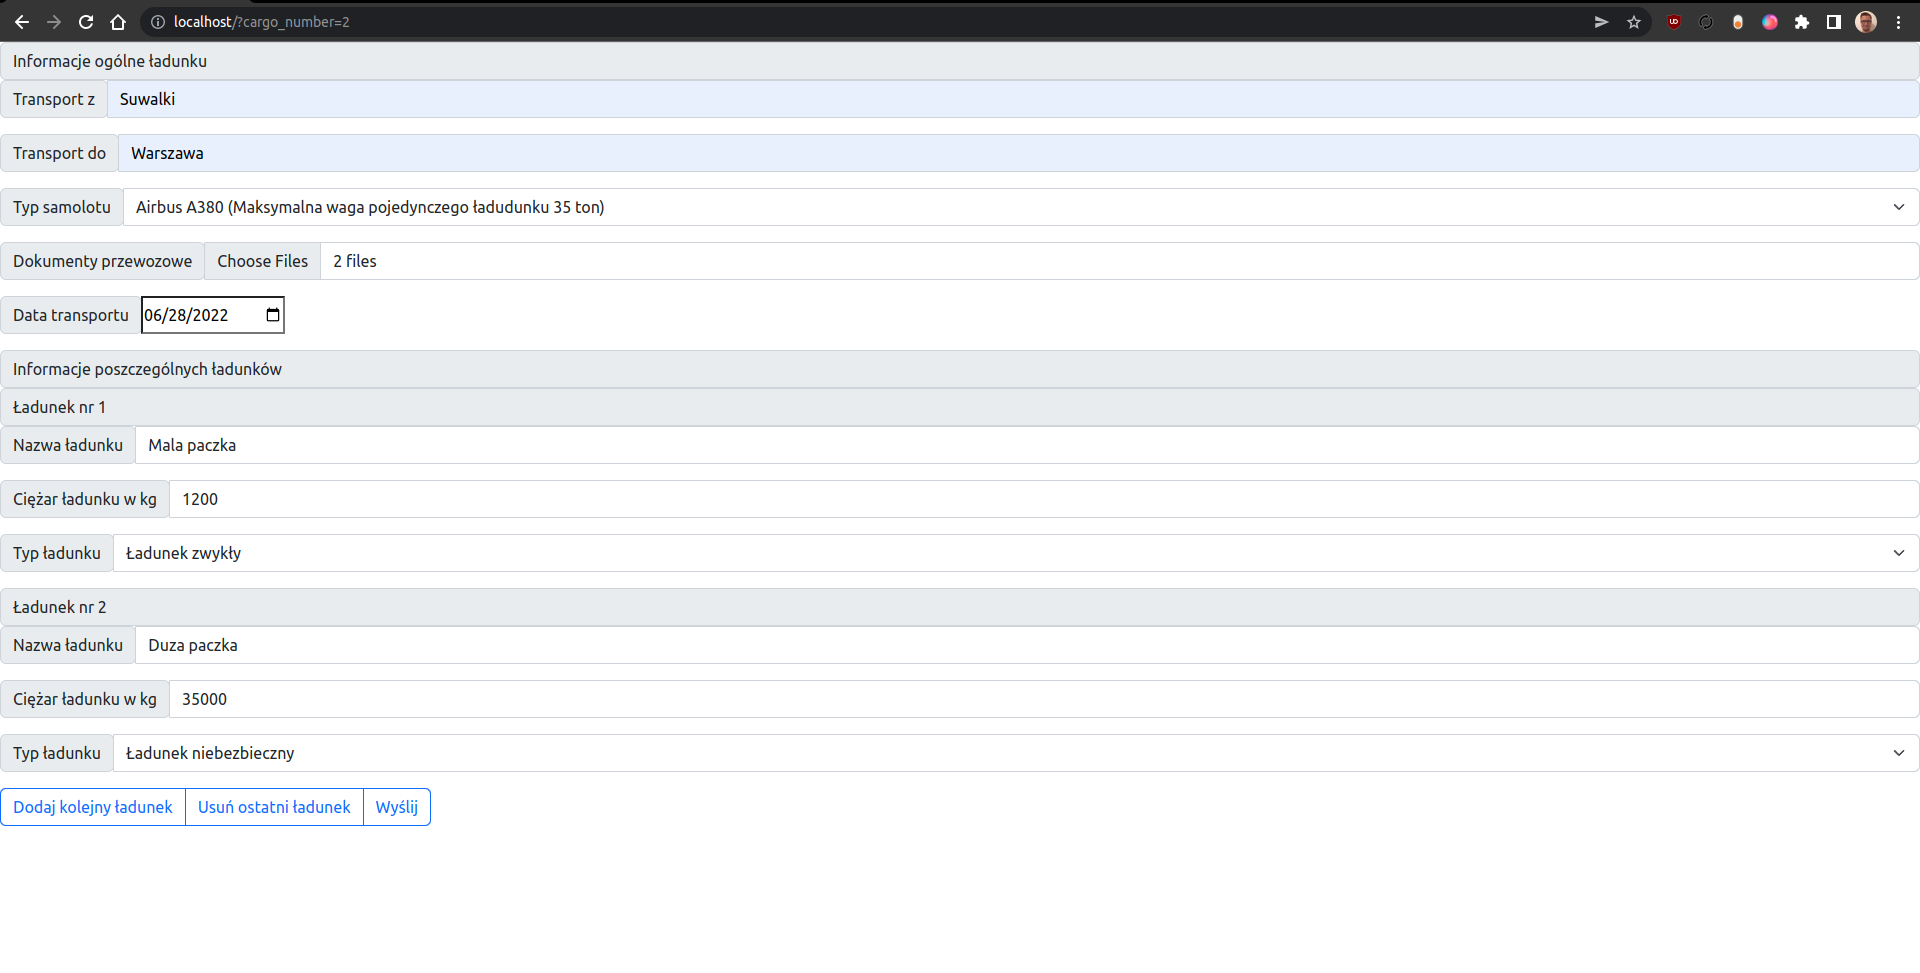 localhost/?cargo_number=2
Informacje ogólne ładunku
Transport z Suwalki
Transport do Warszawa
Typ samolotu Airbus A380 (Maksymalna waga pojedynczego ładudunku 35 ton)
Dokumenty przewozowe Choose Files 2 files
Data transportu 06/28/2022
Informacje poszczególnych ładunków
Ładunek nr 1
Nazwa ładunku Mala paczka
Ciężar ładunku w kg 1200
Typ ładunku Ładunek zwykły
Ładunek nr 2
Nazwa ładunku Duza paczka
Ciężar ładunku w kg 35000
Typ ładunku Ładunek niebezbieczny
Dodaj kolejny ładunek Usuń ostatni ładunek Wyślij